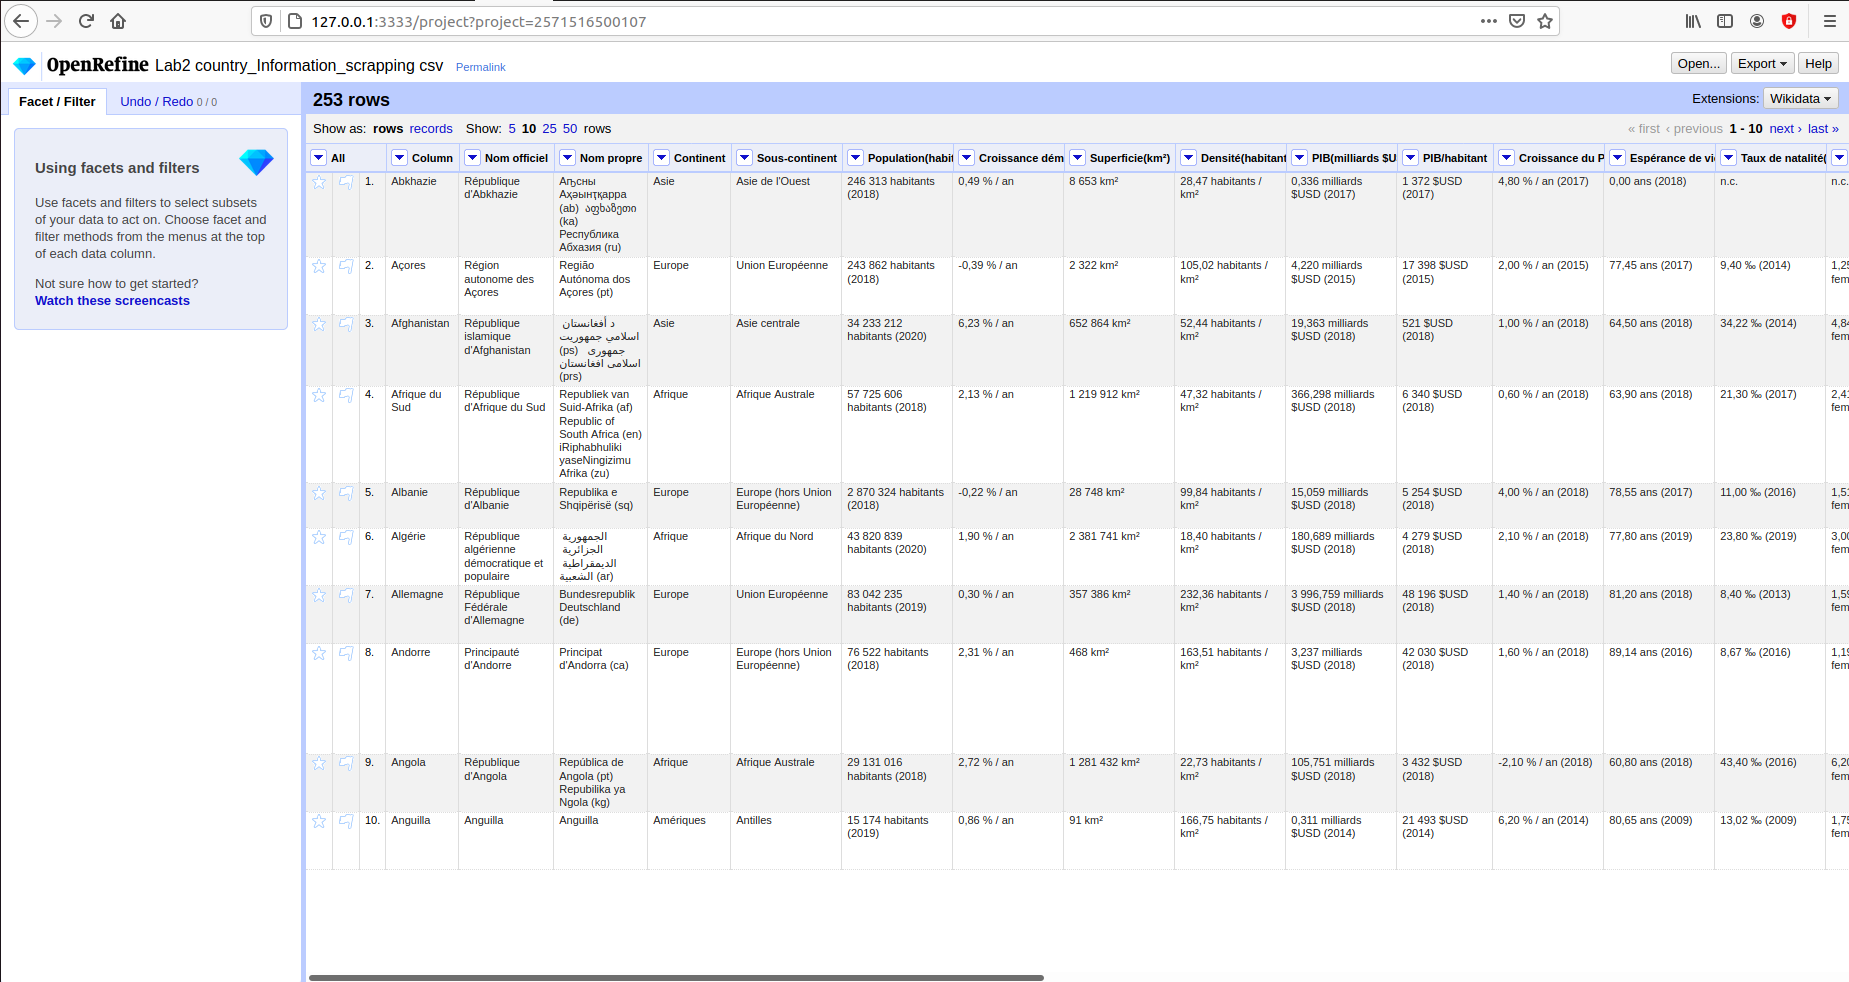 127.0.0.1:3333/project?project=2571516500107
OpenRefine Lab2 country_Information_scrapping csv Permalink
Open... Export Help
Facet / Filter Undo / Redo 0 / 0
253 rows
Extensions: Wikidata
Using facets and filters
Use facets and filters to select subsets
of your data to act on. Choose facet and
filter methods from the menus at the top
of each data column.
Not sure how to get started?
Watch these screencasts
Show as: rows records Show: 5 10 25 50 rows
« first ‹ previous 1 - 10 next › last »
All Column Nom officiel Nom propre Continent Sous-continent Population(habi Croissance dém Superficie(km²) Densité(habitant PIB(milliards $U PIB/habitant Croissance du P Espérance de vi Taux de natalité(
1. Abkhazie République Аҧсны Asie Asie de l'Ouest 246 313 habitants 0,49 % / an 8 653 km² 28,47 habitants / 0,336 milliards 1 372 $USD 4,80 % / an (2017) 0,00 ans (2018) n.c. n.c.
d'Abkhazie Аҳәынҭқарра (2018) km² $USD (2017) (2017)
(ab) აფხაზეთი
(ka)
Республика
Абхазия (ru)
2. Açores Région Região Europe Union Européenne 243 862 habitants -0,39 % / an 2 322 km² 105,02 habitants / 4,220 milliards 17 398 $USD 2,00 % / an (2015) 77,45 ans (2017) 9,40 ‰ (2014) 1,25
autonome des Autónoma dos (2018) km² $USD (2015) (2015) fem
Açores Açores (pt)
3. Afghanistan République د أفغانستان Asie Asie centrale 34 233 212 6,23 % / an 652 864 km² 52,44 habitants / 19,363 milliards 521 $USD 1,00 % / an (2018) 64,50 ans (2018) 34,22 ‰ (2014) 4,84
islamique اسلامي جمهوریت habitants (2020) km² $USD (2018) (2018) fem
d'Afghanistan (ps) جمهوری
اسلامی افغانستان
(prs)
4. Afrique du République Republiek van Afrique Afrique Australe 57 725 606 2,13 % / an 1 219 912 km² 47,32 habitants / 366,298 milliards 6 340 $USD 0,60 % / an (2018) 63,90 ans (2018) 21,30 ‰ (2017) 2,41
Sud d'Afrique du Sud Suid-Afrika (af) habitants (2018) km² $USD (2018) (2018) fem
Republic of
South Africa (en)
iRiphabhuliki
yaseNingizimu
Afrika (zu)
5. Albanie République Republika e Europe Europe (hors Union 2 870 324 habitants -0,22 % / an 28 748 km² 99,84 habitants / 15,059 milliards 5 254 $USD 4,00 % / an (2018) 78,55 ans (2017) 11,00 ‰ (2016) 1,51
d'Albanie Shqipërisë (sq) Européenne) (2018) km² $USD (2018) (2018) fem
6. Algérie République الجمهورية Afrique Afrique du Nord 43 820 839 1,90 % / an 2 381 741 km² 18,40 habitants / 180,689 milliards 4 279 $USD 2,10 % / an (2018) 77,80 ans (2019) 23,80 ‰ (2019) 3,00
algérienne الجزائرية habitants (2020) km² $USD (2018) (2018) fem
démocratique et الديمقراطية
populaire الشعبية (ar)
7. Allemagne République Bundesrepublik Europe Union Européenne 83 042 235 0,30 % / an 357 386 km² 232,36 habitants / 3 996,759 milliards 48 196 $USD 1,40 % / an (2018) 81,20 ans (2018) 8,40 ‰ (2013) 1,59
Fédérale Deutschland habitants (2019) km² $USD (2018) (2018) fem
d'Allemagne (de)
8. Andorre Principauté Principat Europe Europe (hors Union 76 522 habitants 2,31 % / an 468 km² 163,51 habitants / 3,237 milliards 42 030 $USD 1,60 % / an (2018) 89,14 ans (2016) 8,67 ‰ (2016) 1,19
d'Andorre d'Andorra (ca) Européenne) (2018) km² $USD (2018) (2018) fem
9. Angola République República de Afrique Afrique Australe 29 131 016 2,72 % / an 1 281 432 km² 22,73 habitants / 105,751 milliards 3 432 $USD -2,10 % / an (2018) 60,80 ans (2018) 43,40 ‰ (2016) 6,20
d'Angola Angola (pt) habitants (2018) km² $USD (2018) (2018) fem
Republika ya
Ngola (kg)
10. Anguilla Anguilla Anguilla Amériques Antilles 15 174 habitants 0,86 % / an 91 km² 166,75 habitants / 0,311 milliards 21 493 $USD 6,20 % / an (2014) 80,65 ans (2009) 13,02 ‰ (2009) 1,75
(2019) km² $USD (2014) (2014) fem